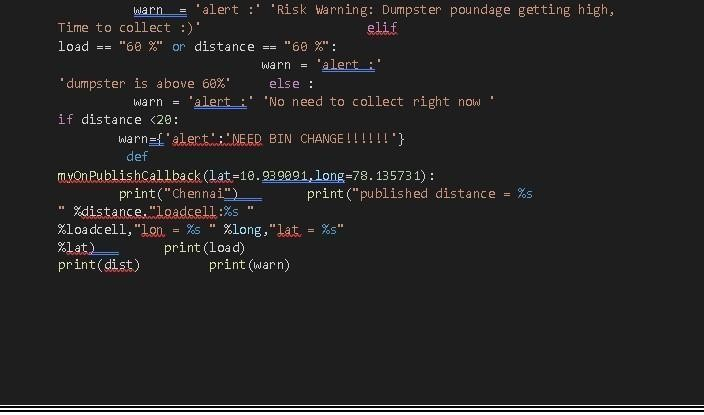 warn = 'alert :' 'Risk Warning: Dumpster poundage getting high,
Time to collect :)' elif
load == "60 %" or distance == "60 %":
warn = 'alert :'
'dumpster is above 60%' else :
warn = 'alert :' 'No need to collect right now '
if distance <20:
warn={'alert':'NEED BIN CHANGE!!!!!!'}
def
myOnPublishCallback(lat=10.939091,long=78.135731):
print("Chennai") print("published distance = %s
" %distance,"loadcell:%s "
%loadcell,"lon = %s " %long,"lat = %s"
%lat) print(load)
print(dist) print(warn)